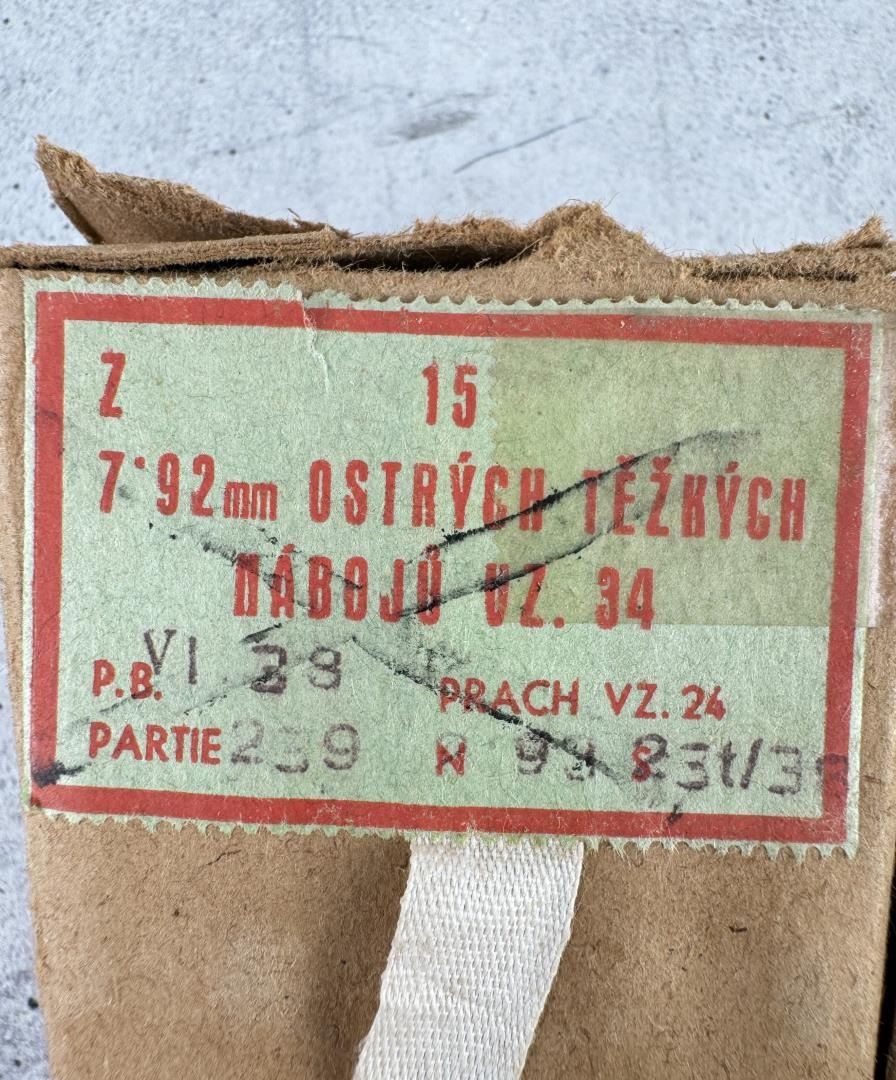 Z 15
7·92mm OSTRÝCH TĚŽKÝCH
NÁBOJŮ VZ. 34
P.B. VI 38 PRACH VZ. 24
PARTIE 239 N S